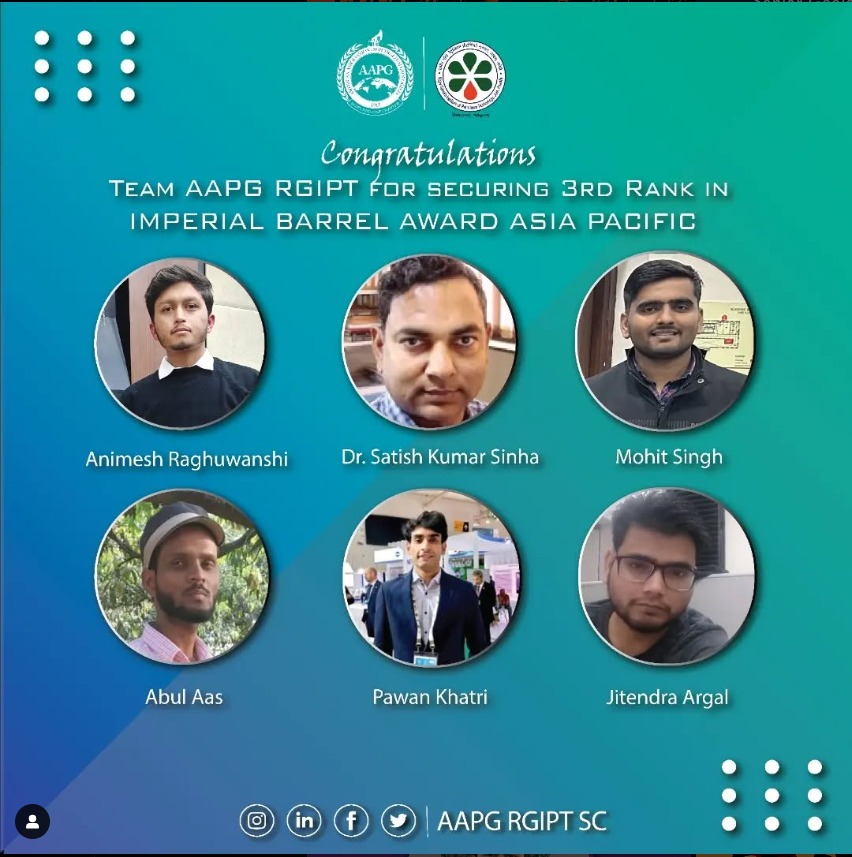 AAPG
Congratulations
TEAM AAPG RGIPT FOR SECURING 3RD RANK IN
IMPERIAL BARREL AWARD ASIA PACIFIC
Animesh Raghuwanshi
Dr. Satish Kumar Sinha
Mohit Singh
Abul Aas
Pawan Khatri
Jitendra Argal
AAPG RGIPT SC